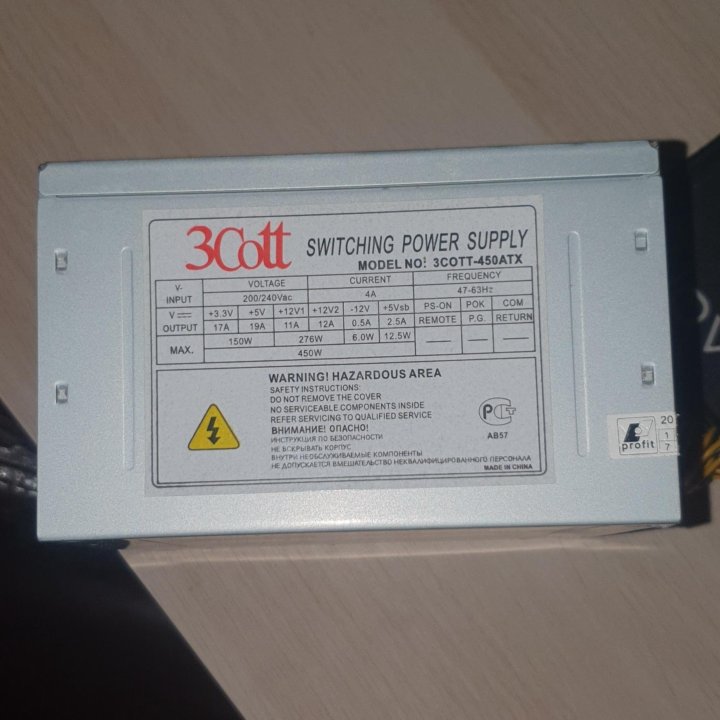 3Cott SWITCHING POWER SUPPLY
MODEL NO: 3COTT-450ATX
V-INPUT VOLTAGE CURRENT FREQUENCY
200/240Vac 4A 47-63Hz
V OUTPUT +3.3V +5V +12V1 +12V2 -12V +5Vsb PS-ON POK COM
17A 19A 11A 12A 0.5A 2.5A REMOTE P.G. RETURN
MAX. 150W 276W 6.0W 12.5W
450W
WARNING! HAZARDOUS AREA
SAFETY INSTRUCTIONS:
DO NOT REMOVE THE COVER
NO SERVICEABLE COMPONENTS INSIDE
REFER SERVICING TO QUALIFIED SERVICE
ВНИМАНИЕ! ОПАСНО!
ИНСТРУКЦИЯ ПО БЕЗОПАСНОСТИ
НЕ ВСКРЫВАТЬ КОРПУС
ВНУТРИ НЕОБСЛУЖИВАЕМЫЕ КОМПОНЕНТЫ
НЕ ДОПУСКАЕТСЯ ВМЕШАТЕЛЬСТВО НЕКВАЛИФИЦИРОВАННОГО ПЕРСОНАЛА
MADE IN CHINA
АВ57
profit
20
1
7